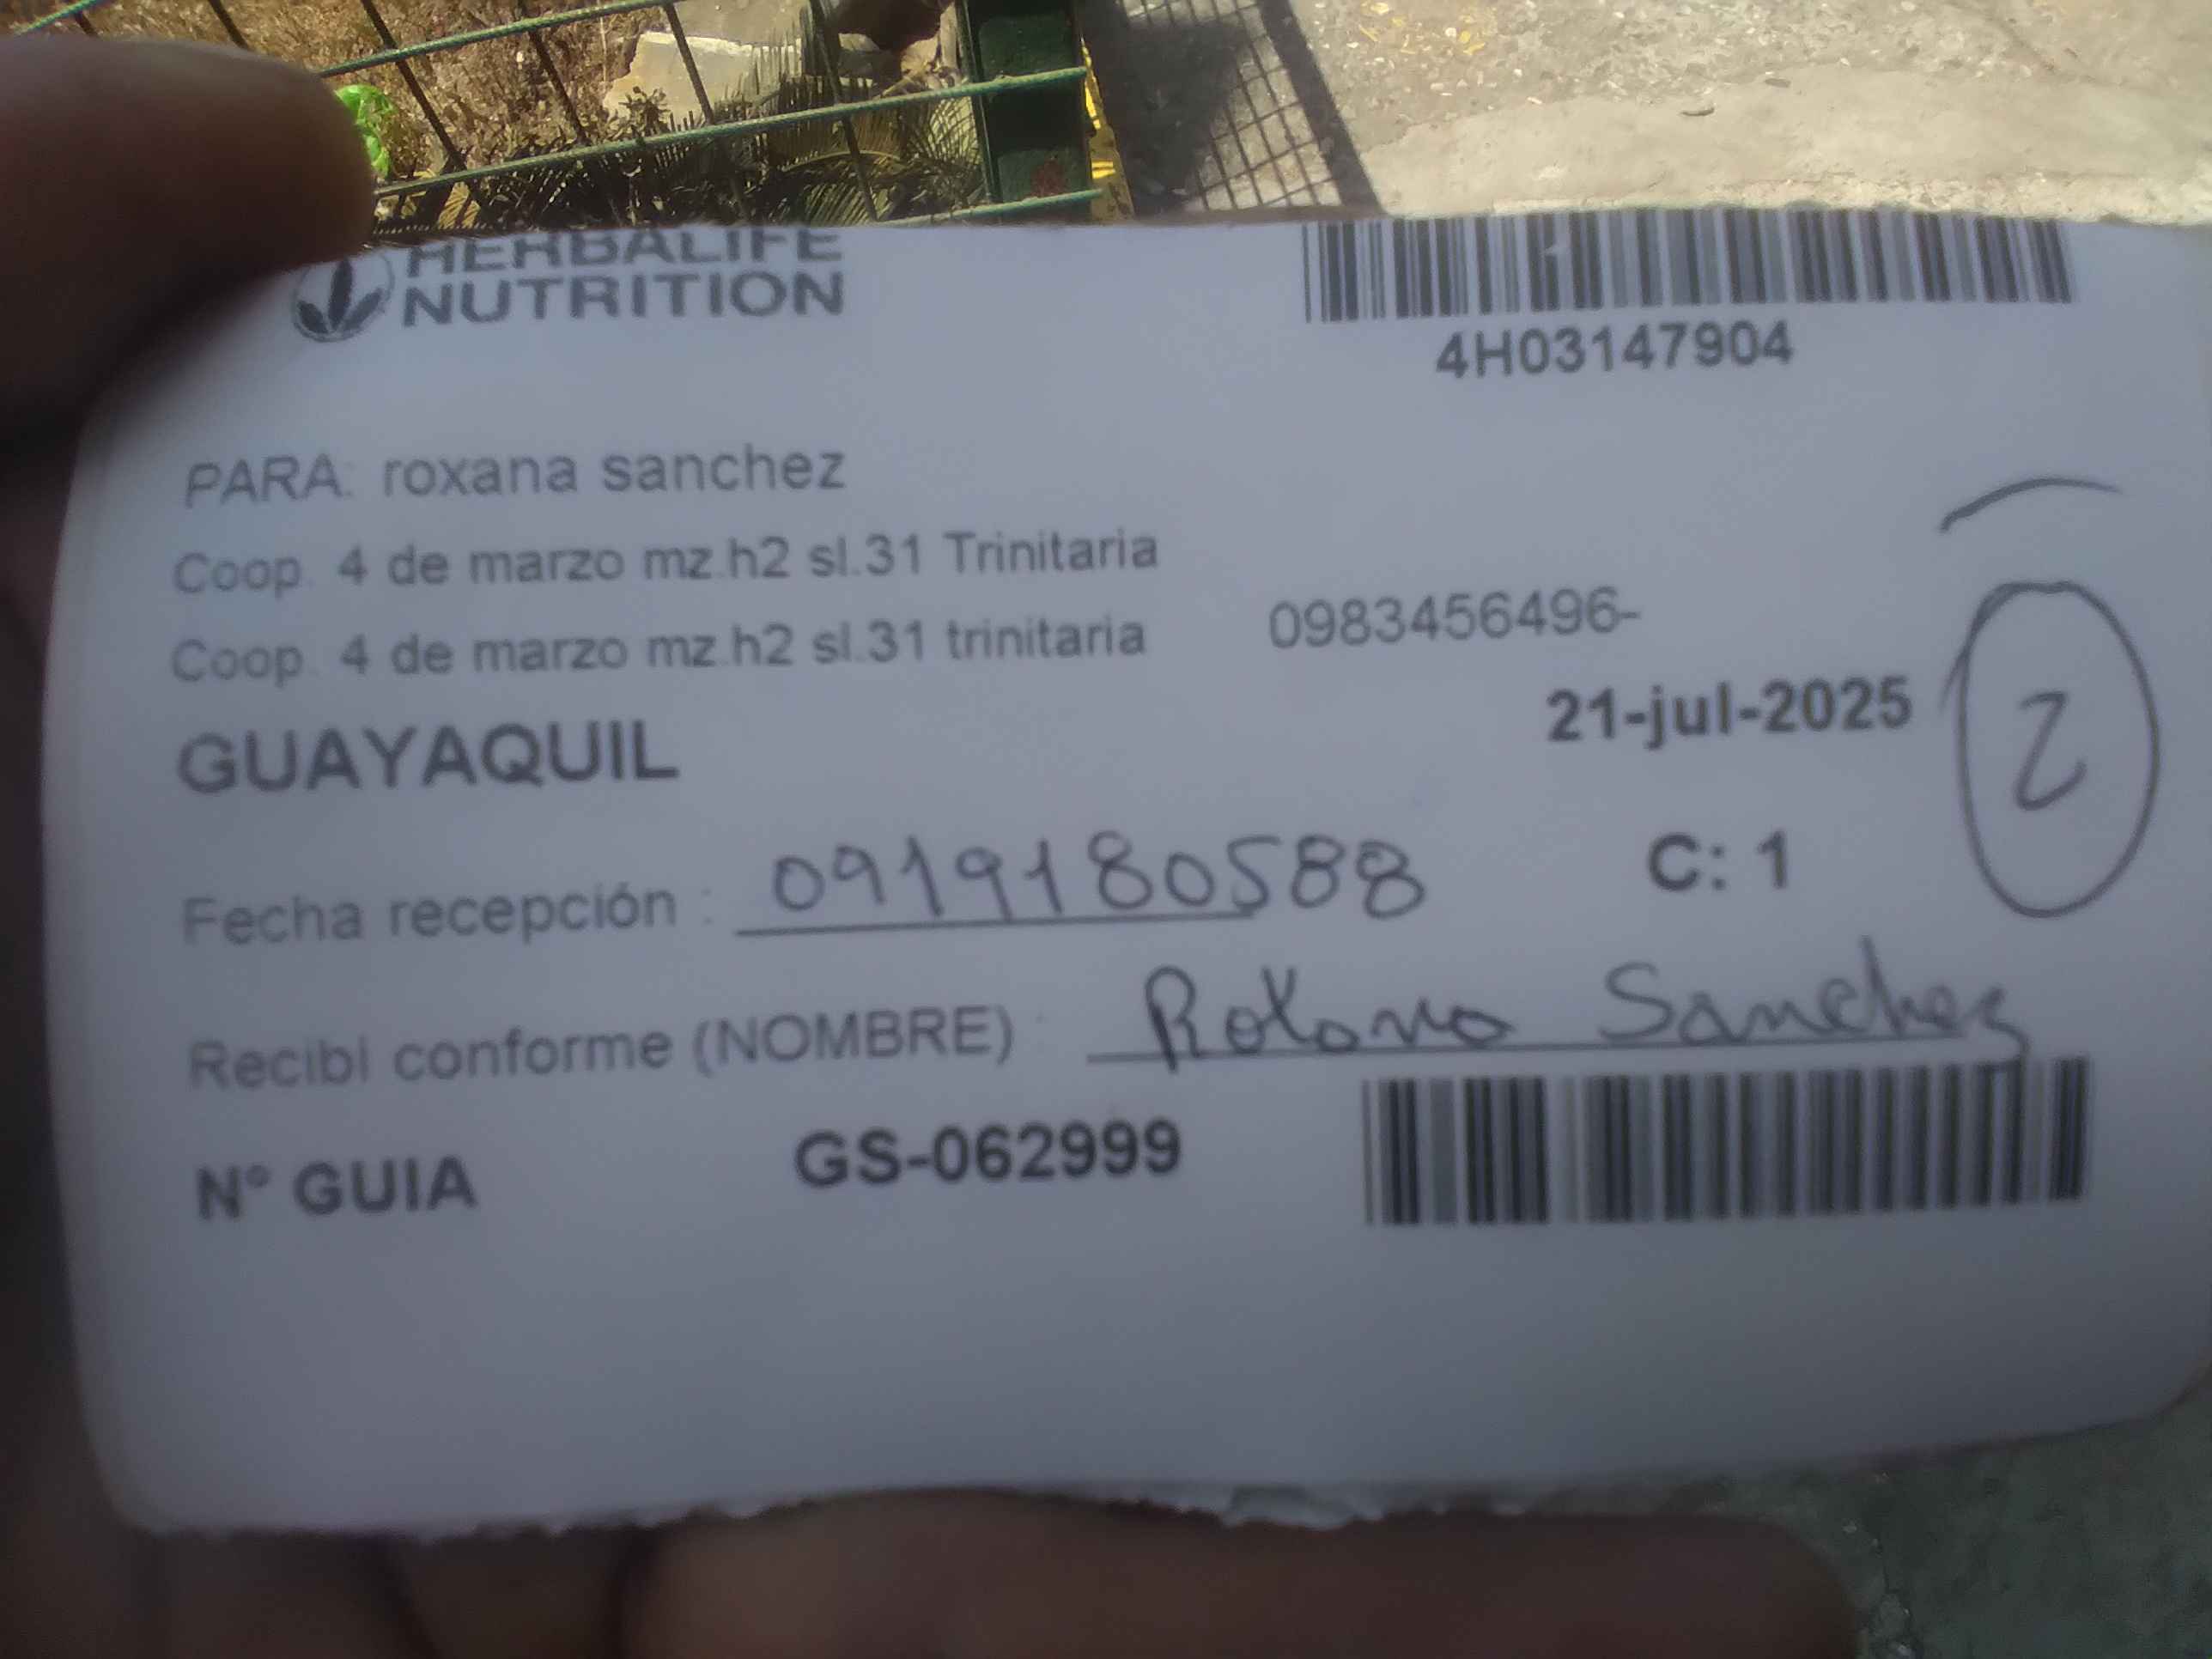 HERBALIFE
NUTRITION
4H03147904
PARA: roxana sanchez
Coop. 4 de marzo mz.h2 sl.31 Trinitaria
Coop. 4 de marzo mz.h2 sl.31 trinitaria 0983456496-
GUAYAQUIL 21-jul-2025
2
Fecha recepción : 0919180588 C: 1
Recibí conforme (NOMBRE) : Roxana Sanchez
N° GUIA GS-062999